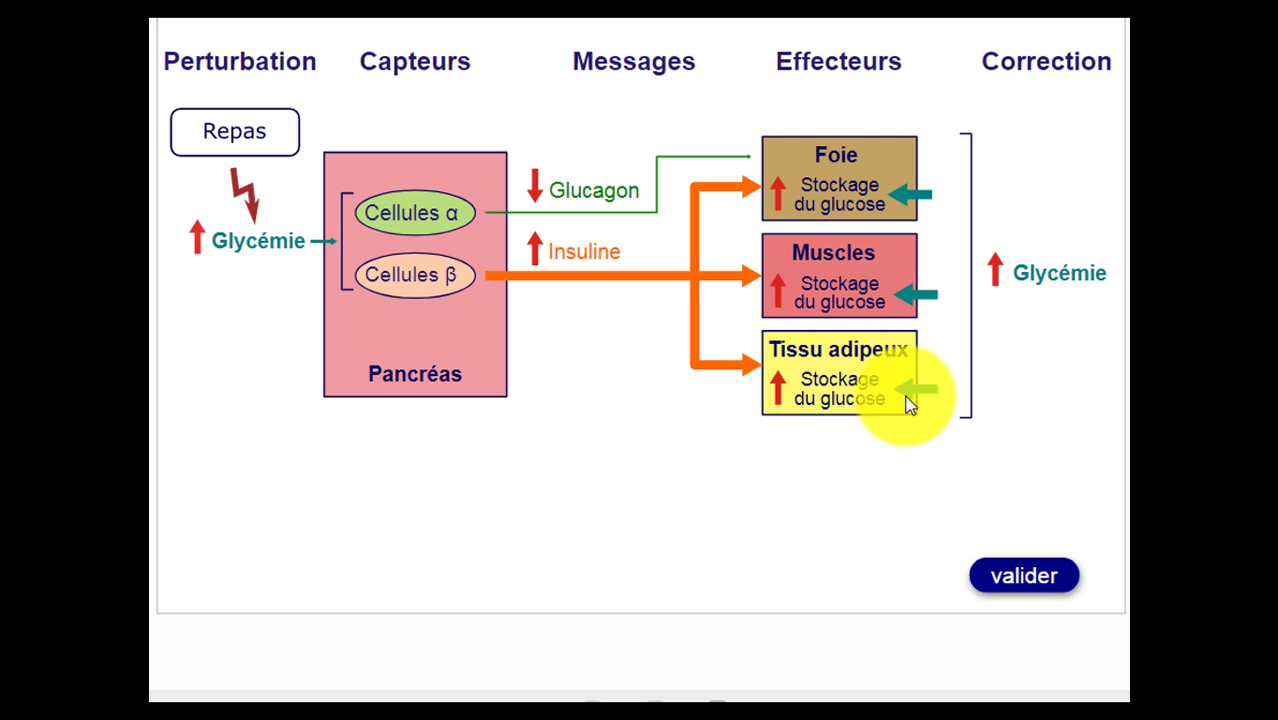 Perturbation Capteurs Messages Effecteurs Correction
Repas
Glycémie
Cellules α
Cellules β
Pancréas
Glucagon
Insuline
Foie
Stockage
du glucose
Muscles
Stockage
du glucose
Tissu adipeux
Stockage
du glucose
Glycémie
valider